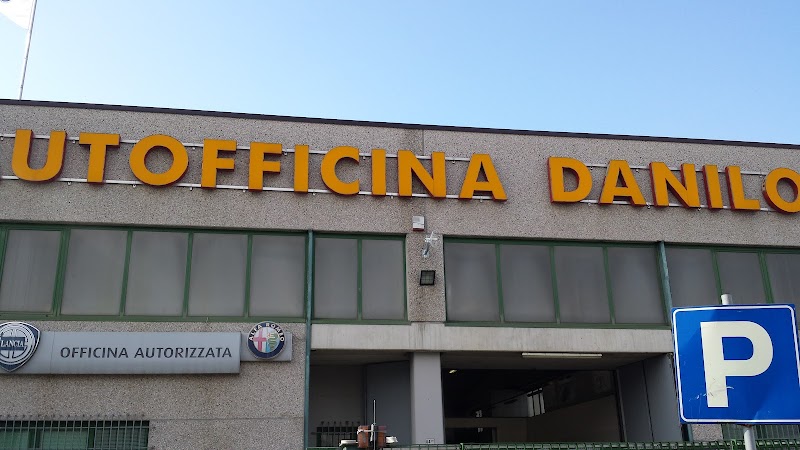 UTOFFICINA DANILO
LANCIA OFFICINA AUTORIZZATA ALFA ROMEO
P